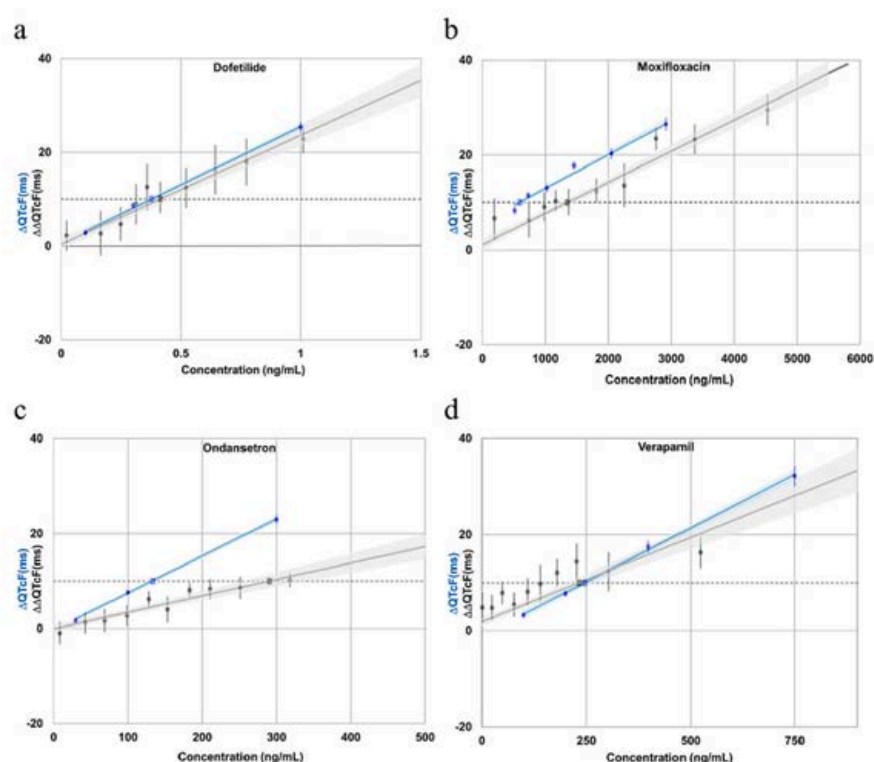 a
Dofetilide
ΔQTcF(ms)
ΔΔQTcF(ms)
40
20
0
-20
0
0.5
1
1.5
Concentration (ng/mL)
b
Moxifloxacin
ΔQTcF(ms)
ΔΔQTcF(ms)
40
20
0
-20
0
1000
2000
3000
4000
5000
6000
Concentration (ng/mL)
c
Ondansetron
ΔQTcF(ms)
ΔΔQTcF(ms)
40
20
0
-20
0
100
200
300
400
500
Concentration (ng/mL)
d
Verapamil
ΔQTcF(ms)
ΔΔQTcF(ms)
40
20
0
-20
0
250
500
750
Concentration (ng/mL)